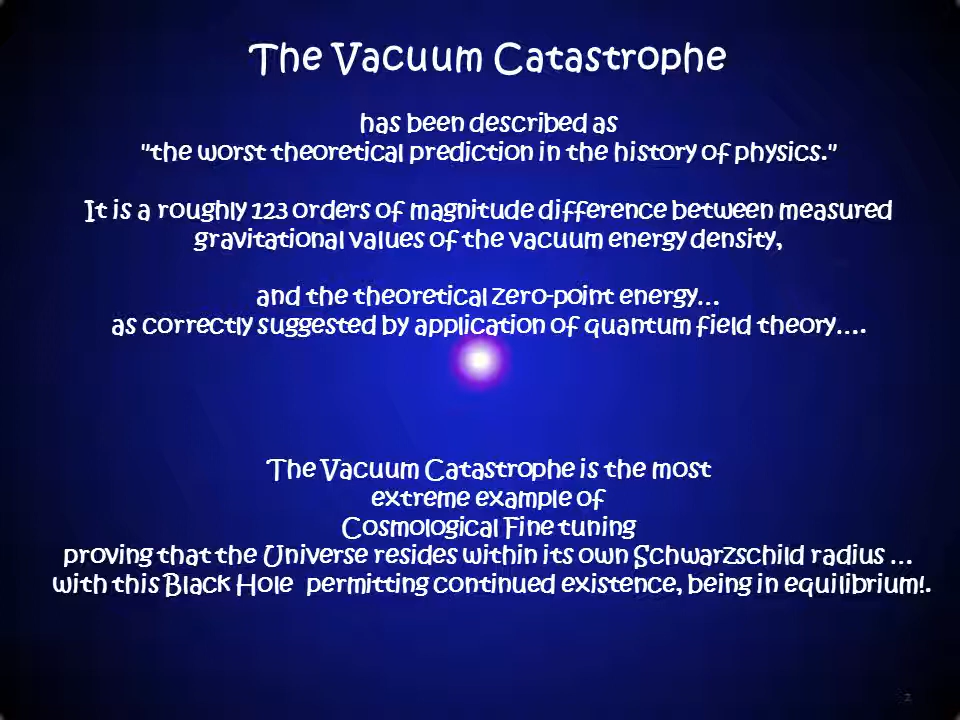 The Vacuum Catastrophe
has been described as
"the worst theoretical prediction in the history of physics."
It is a roughly 123 orders of magnitude difference between measured
gravitational values of the vacuum energy density,
and the theoretical zero-point energy...
as correctly suggested by application of quantum field theory....
The Vacuum Catastrophe is the most
extreme example of
Cosmological Fine tuning
proving that the Universe resides within its own Schwarzschild radius ...
with this Black Hole permitting continued existence, being in equilibrium!.
2